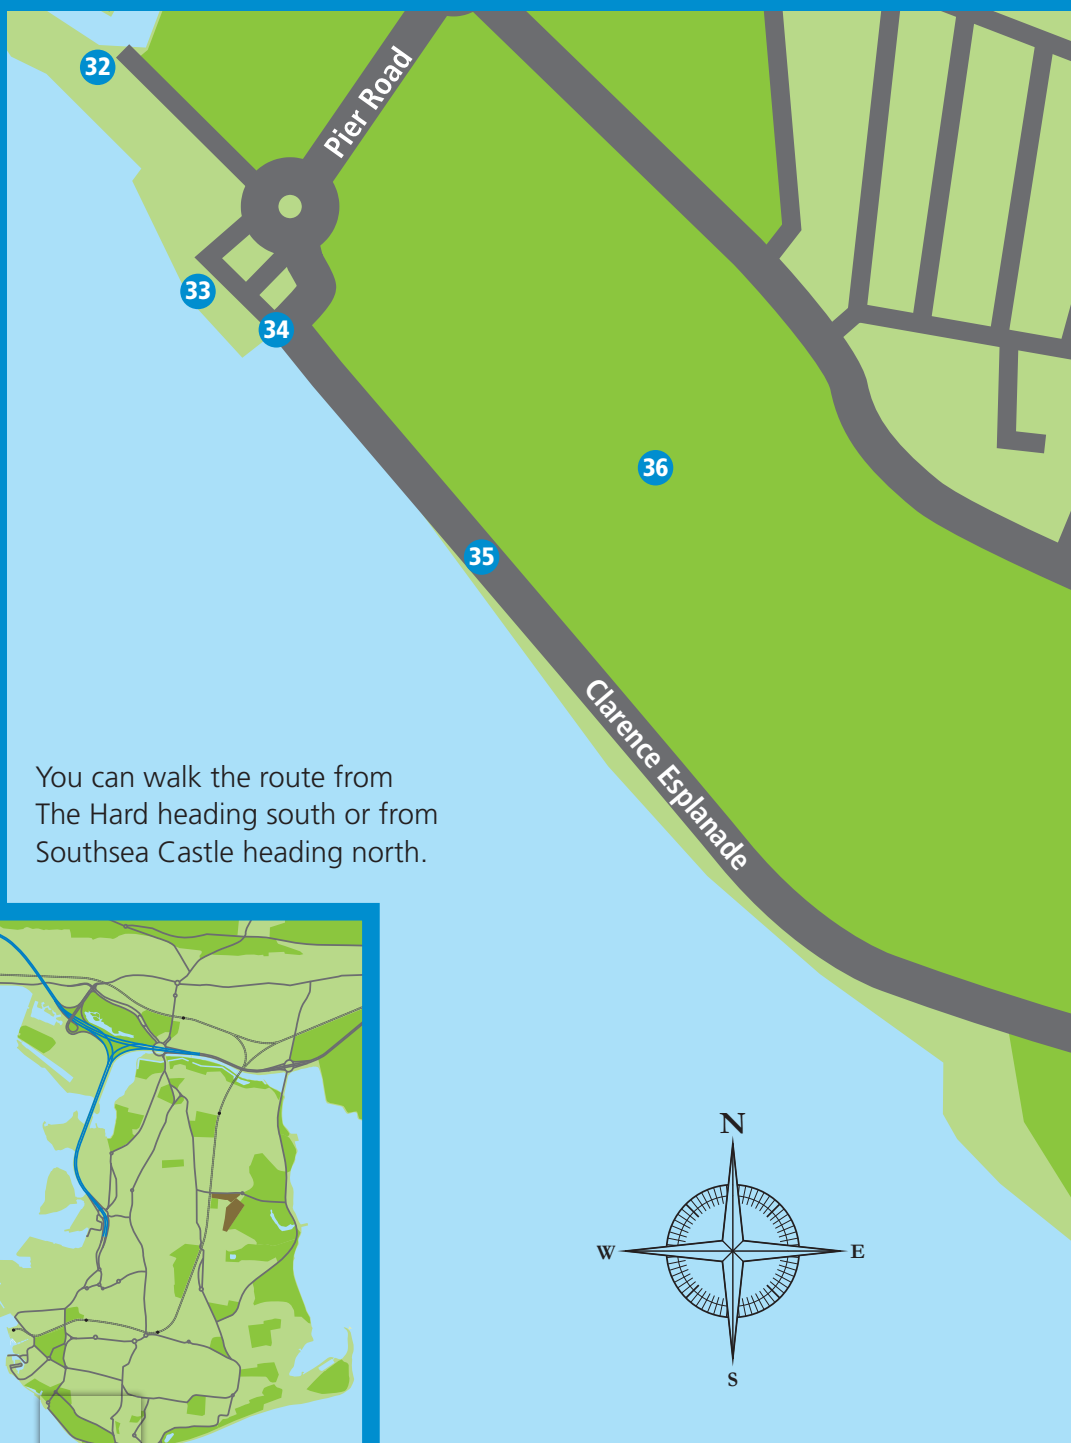 32
Pier Road
33
34
36
35
Clarence Esplanade
You can walk the route from
The Hard heading south or from
Southsea Castle heading north.
N
W
E
S